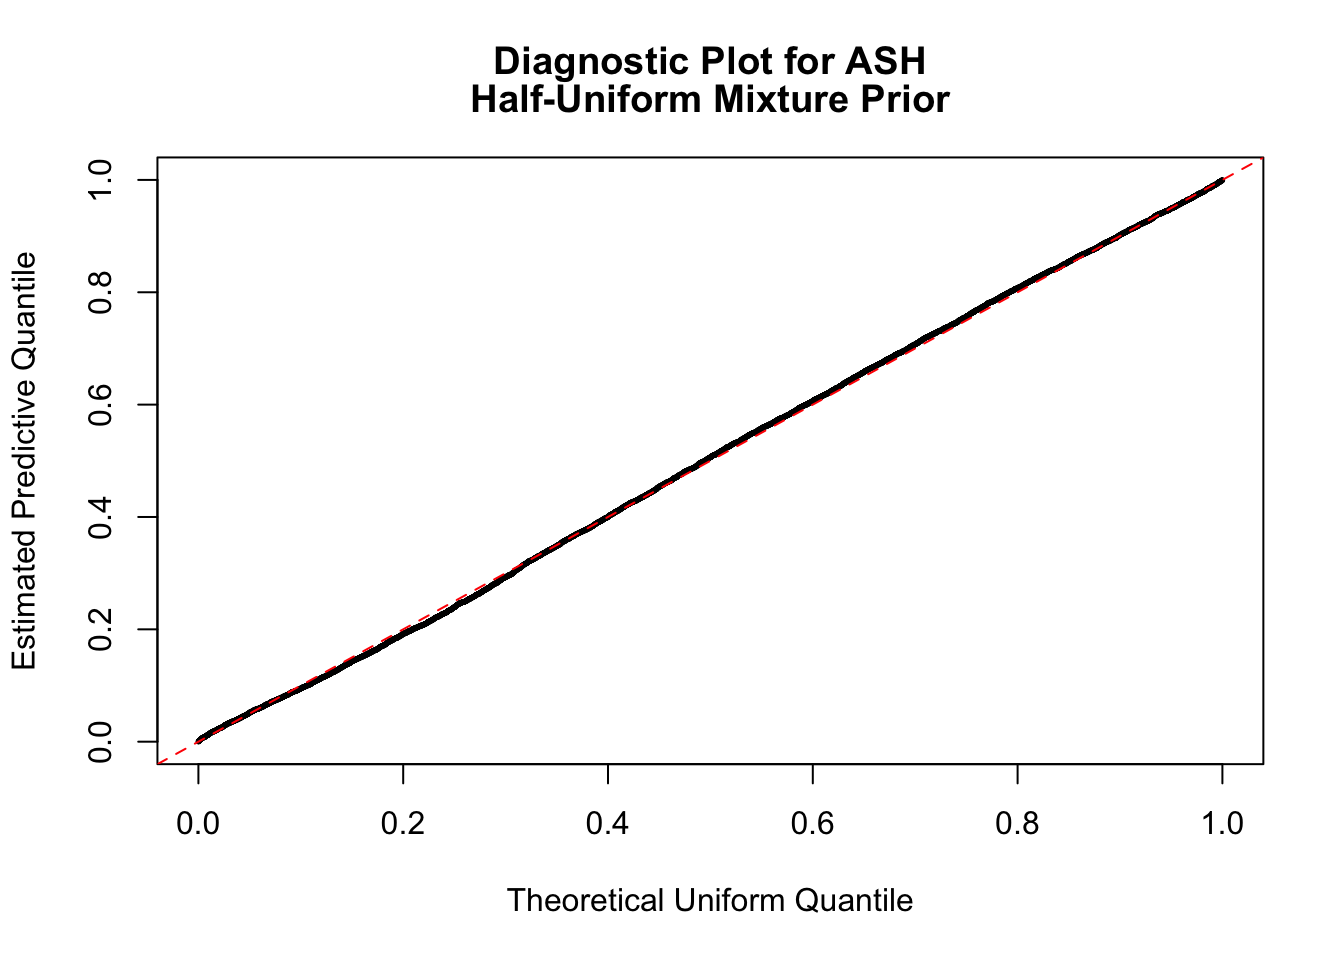 Diagnostic Plot for ASH
Half-Uniform Mixture Prior
Estimated Predictive Quantile
1.0
0.8
0.6
0.4
0.2
0.0
0.0 0.2 0.4 0.6 0.8 1.0
Theoretical Uniform Quantile